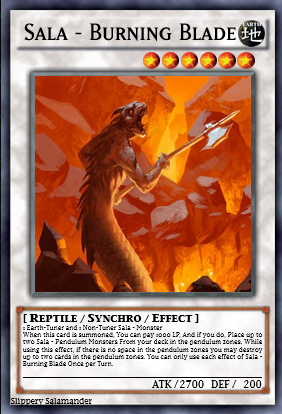 SALA - BURNING BLADE
EARTH
地
[ REPTILE / SYNCHRO / EFFECT ]
1 Earth-Tuner and 1 Non-Tuner Sala - Monster
When this card is summoned, You can pay 1000 LP, And if you do, Place up to
two Sala - Pendulum Monsters From your deck in the pendulum zones. While
using this effect, if there is no space in the pendulum zones you may destroy
up to two cards in the pendulum zones. You can only use each effect of Sala -
Burning Blade Once per Turn.
ATK/2700 DEF/ 200
Slippery Salamander